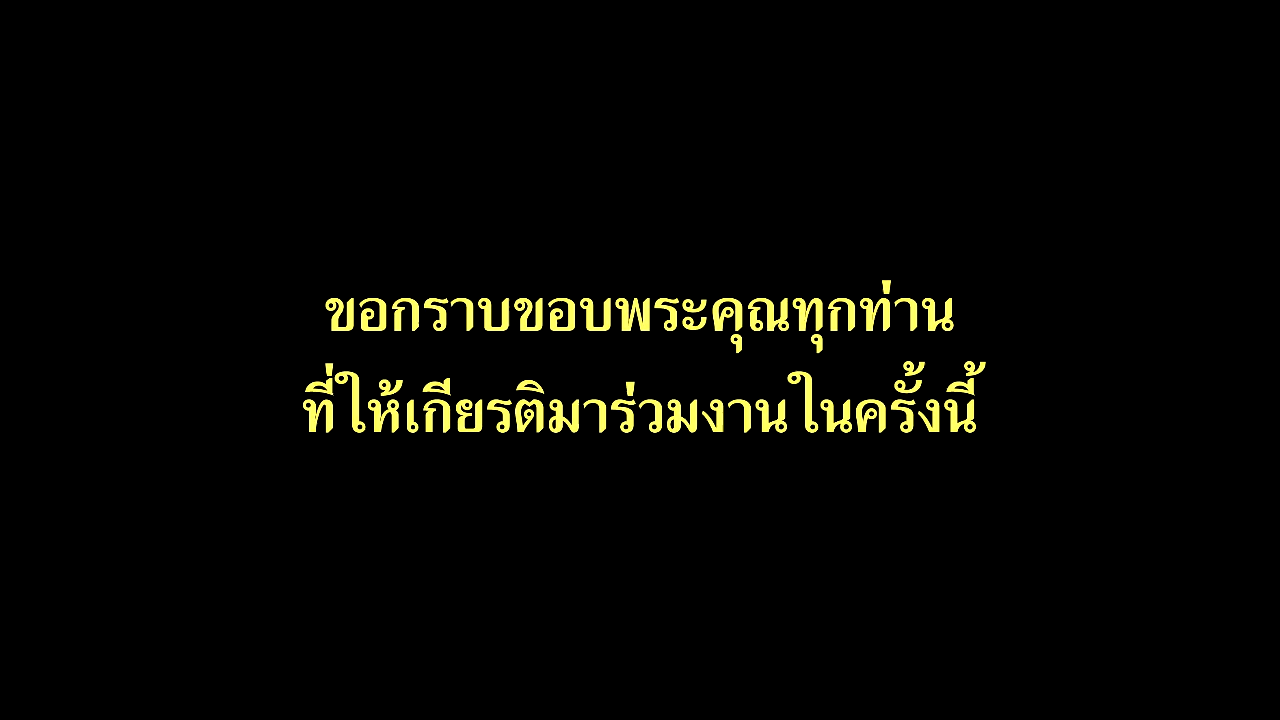 ขอกราบขอบพระคุณทุกท่าน
ที่ให้เกียรติมาร่วมงานในครั้งนี้